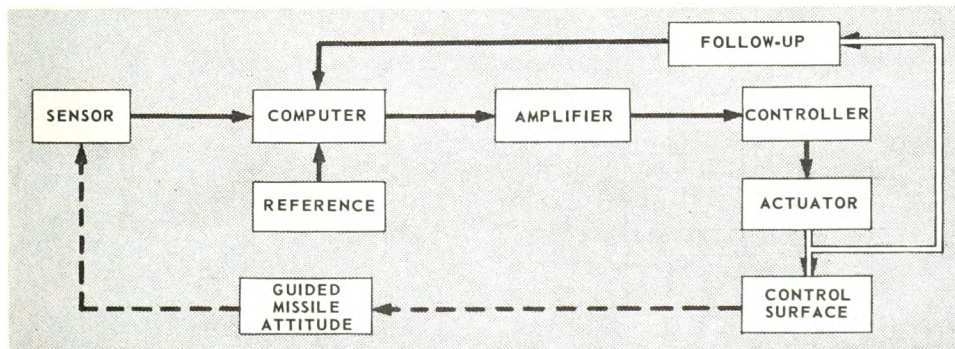 FOLLOW-UP
SENSOR
COMPUTER
AMPLIFIER
CONTROLLER
REFERENCE
ACTUATOR
GUIDED
MISSILE
ATTITUDE
CONTROL
SURFACE